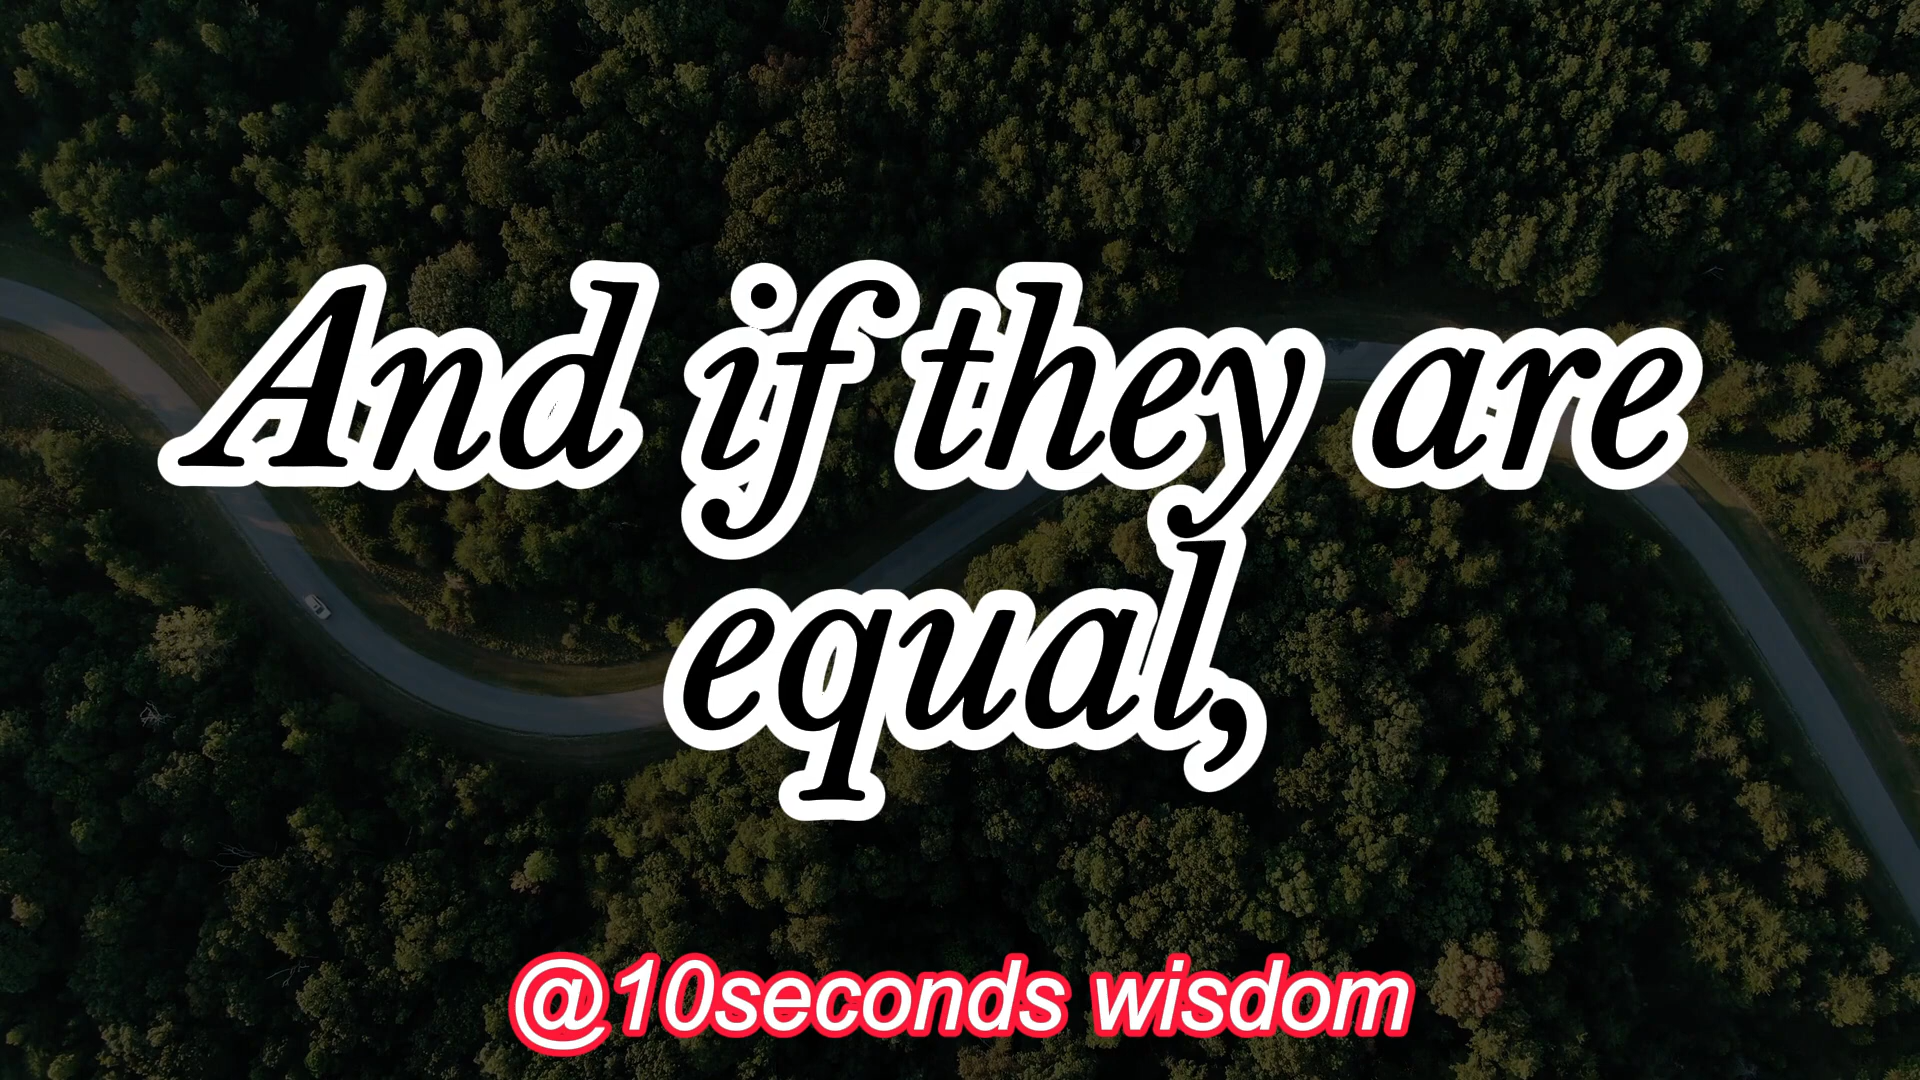 And if they are
equal,
@10seconds wisdom